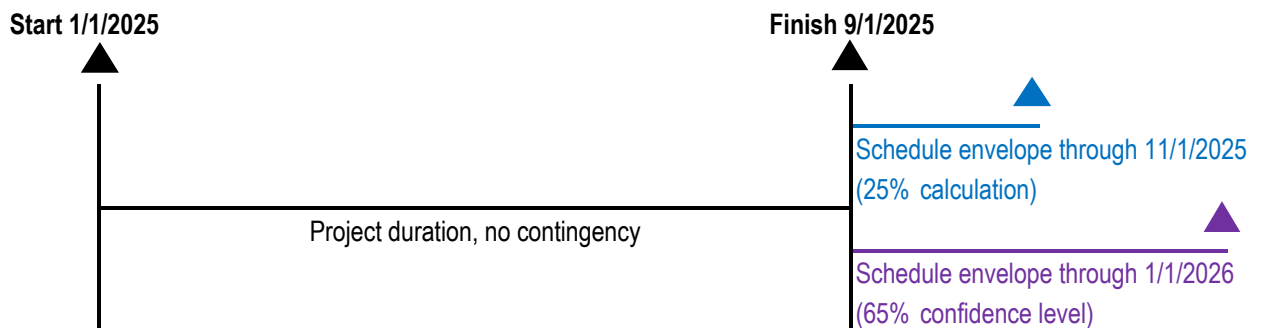 Start 1/1/2025
Finish 9/1/2025
Schedule envelope through 11/1/2025
(25% calculation)
Project duration, no contingency
Schedule envelope through 1/1/2026
(65% confidence level)